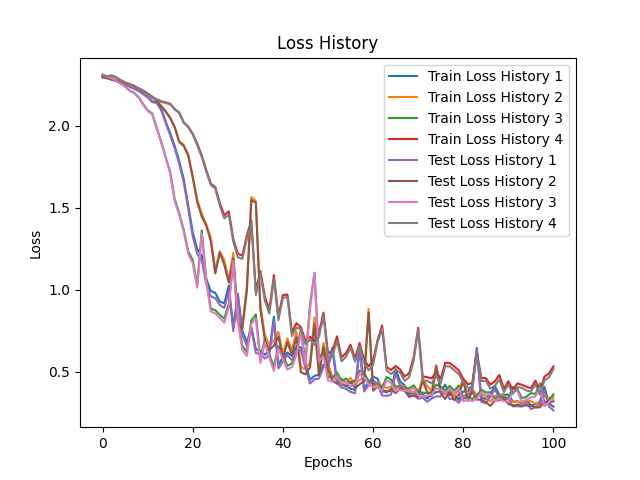 Loss History
Train Loss History 1
Train Loss History 2
Train Loss History 3
Train Loss History 4
Test Loss History 1
Test Loss History 2
Test Loss History 3
Test Loss History 4
Loss
2.0
1.5
1.0
0.5
0 20 40 60 80 100
Epochs